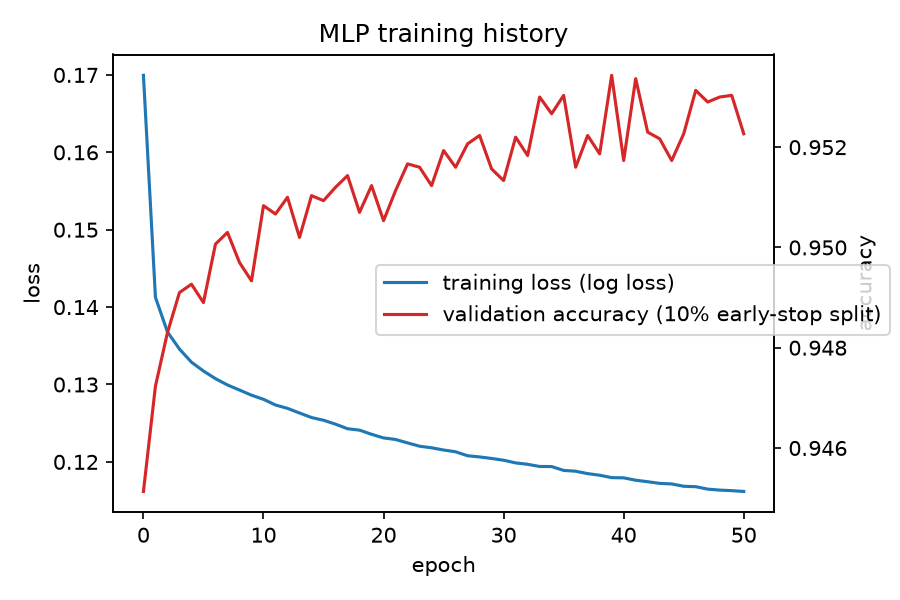 MLP training history
0.17
0.16
0.15
0.14
0.13
0.12
loss
training loss (log loss)
validation accuracy (10% early-stop split)
0.952
0.950
0.948
0.946
accuracy
0
10
20
30
40
50
epoch